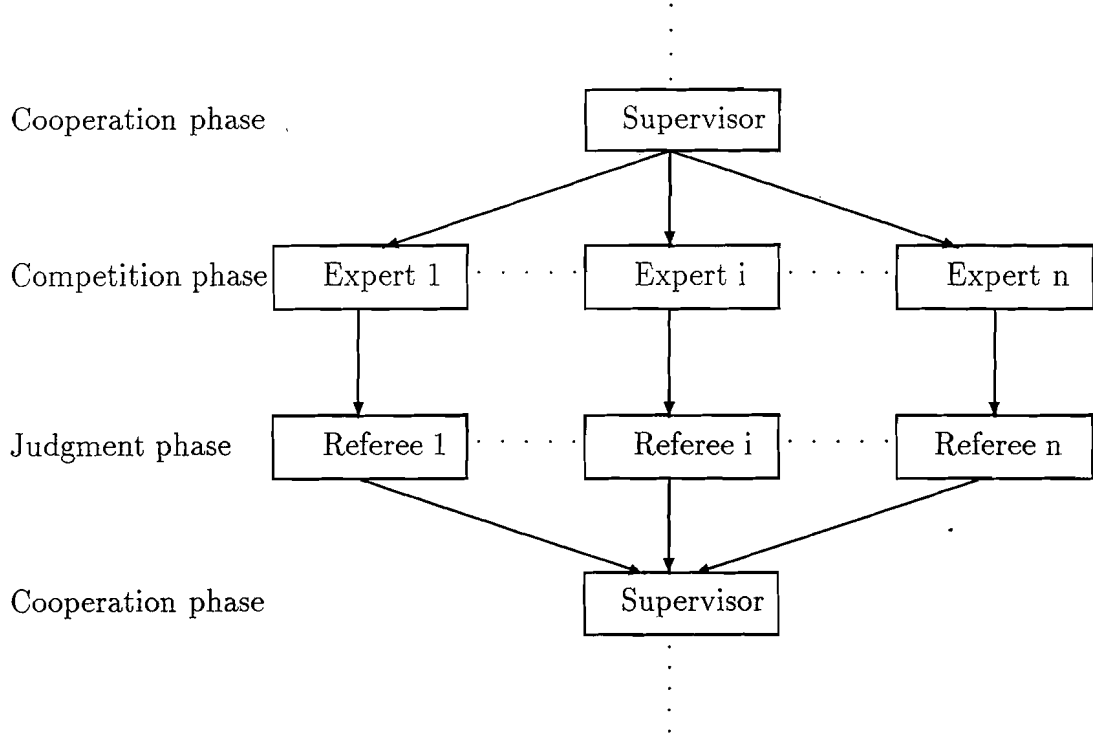 Cooperation phase Supervisor
Competition phase Expert 1 Expert i Expert n
Judgment phase Referee 1 Referee i Referee n
Cooperation phase Supervisor